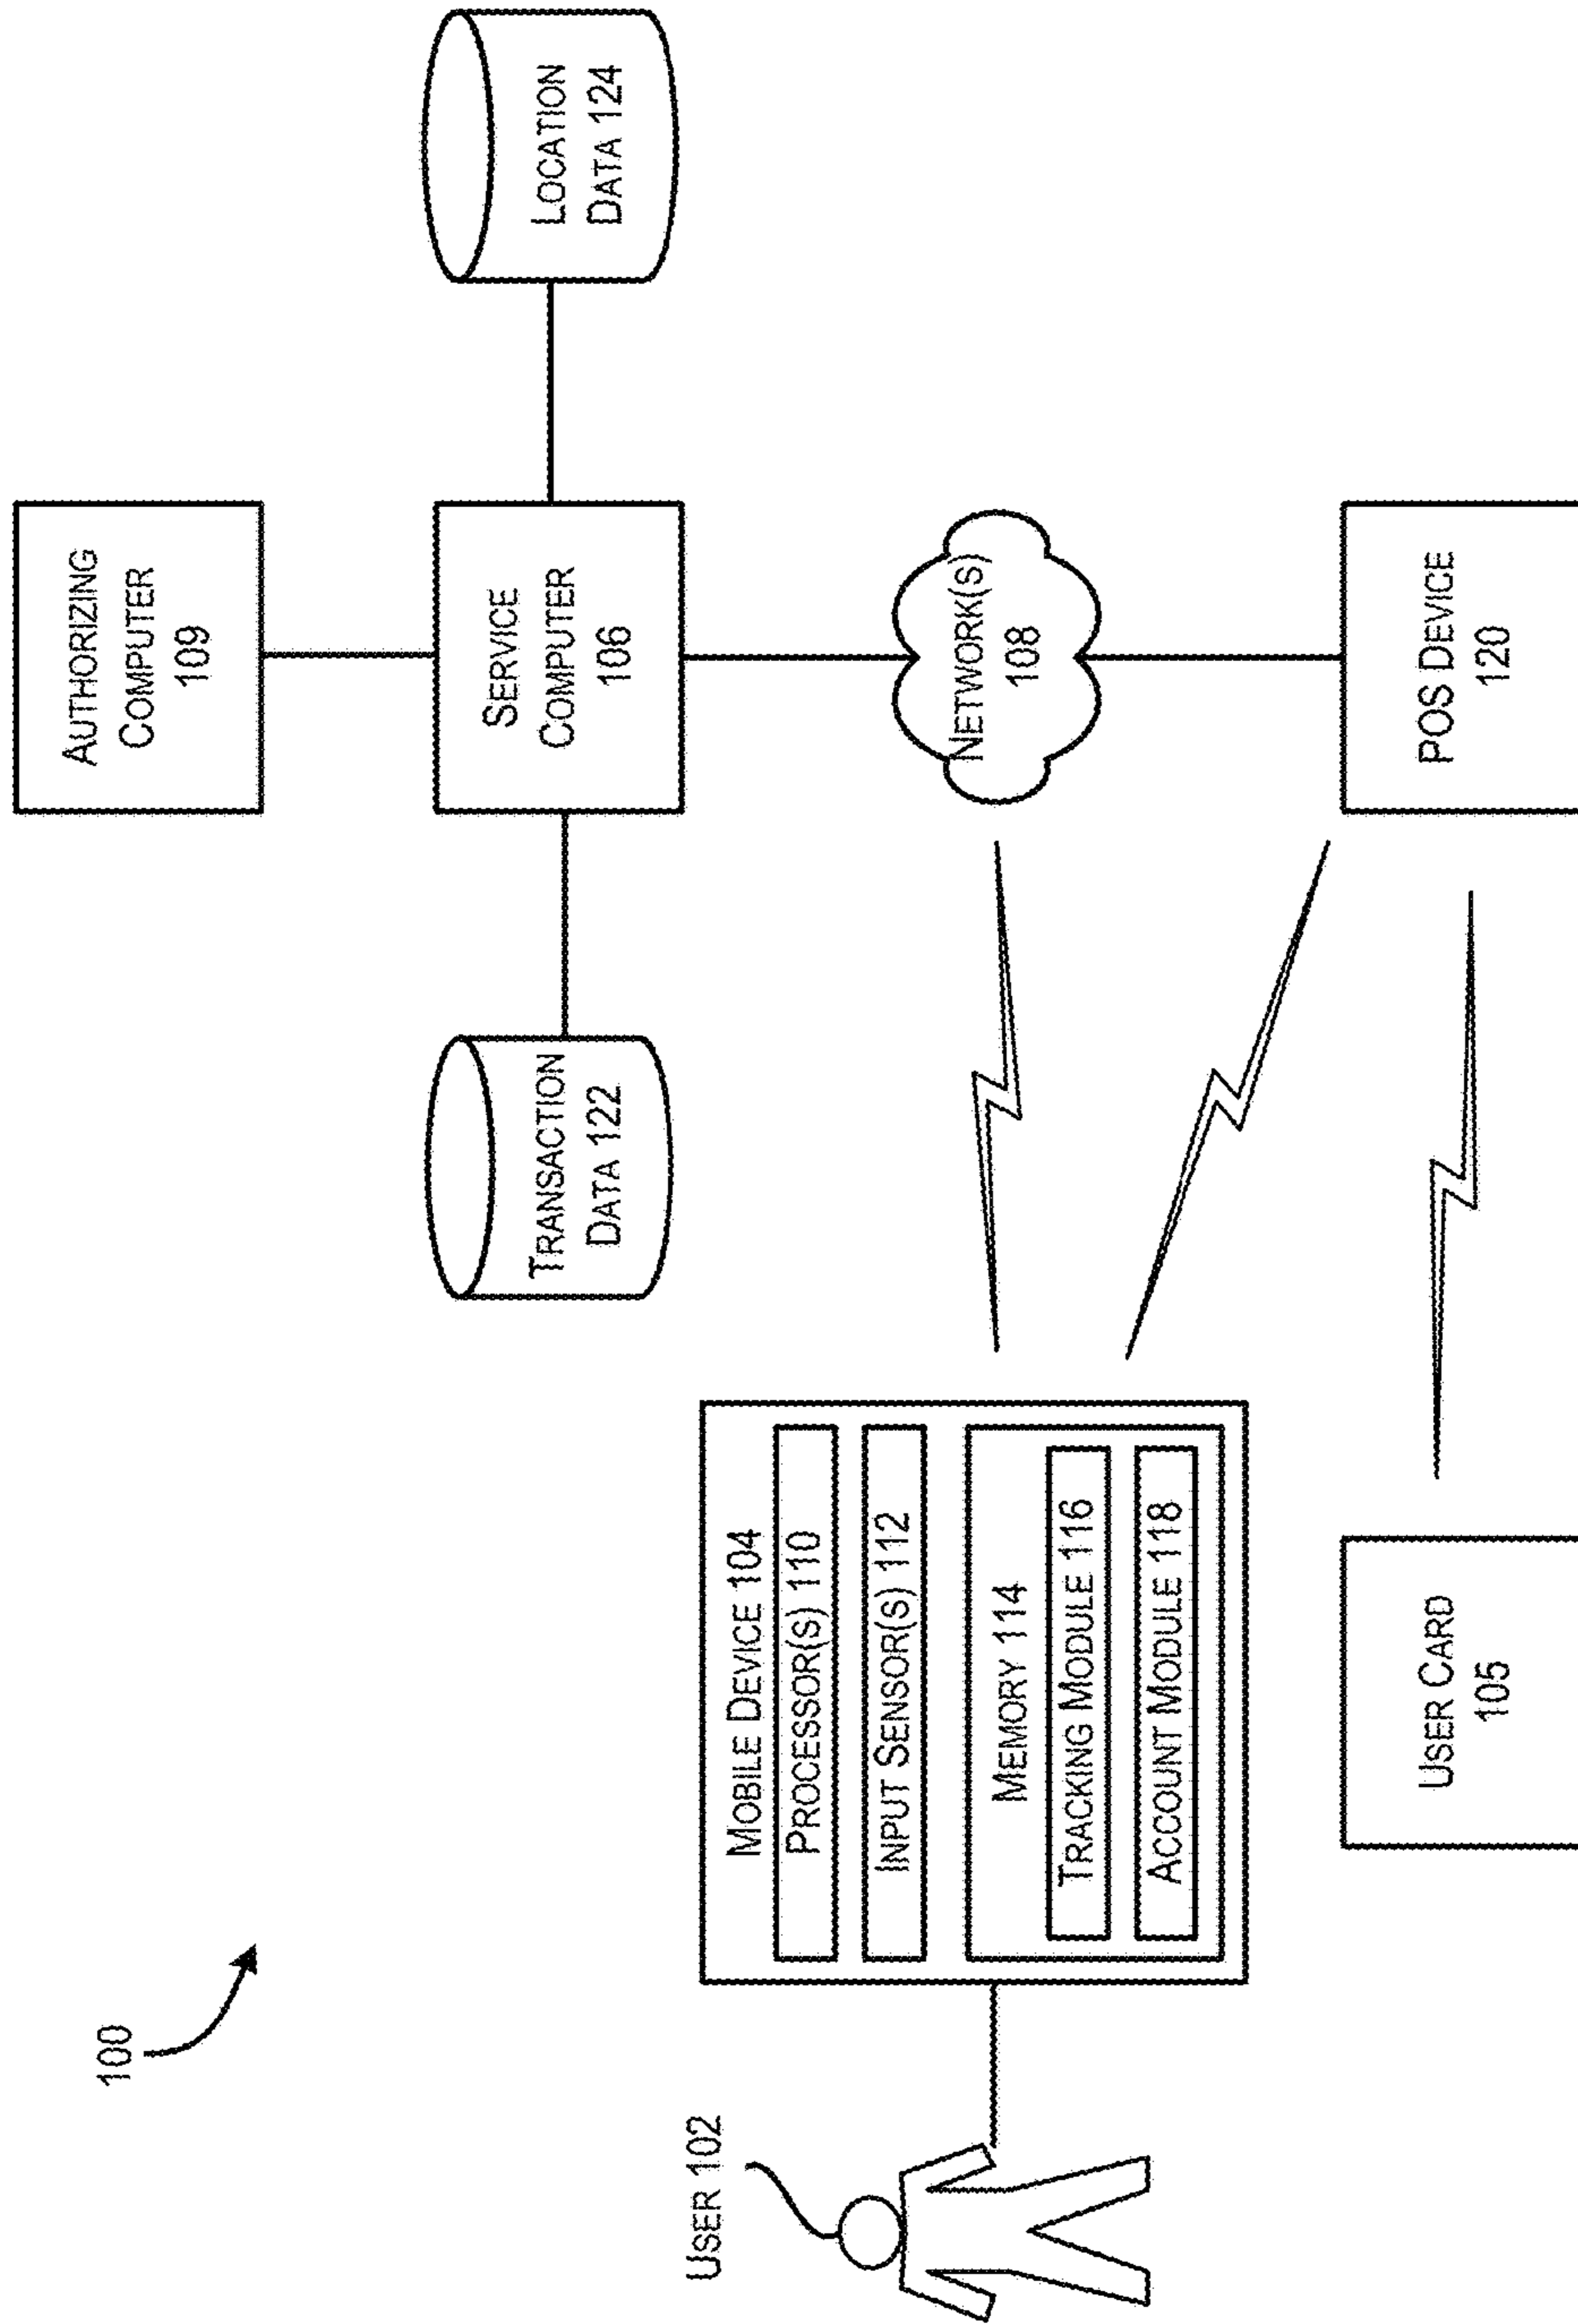 100
USER 102
MOBILE DEVICE 104
PROCESSOR(S) 110
INPUT SENSOR(S) 112
MEMORY 114
TRACKING MODULE 116
ACCOUNT MODULE 118
USER CARD
105
TRANSACTION
DATA 122
AUTHORIZING
COMPUTER
109
SERVICE
COMPUTER
106
NETWORK(S)
108
POS DEVICE
120
LOCATION
DATA 124